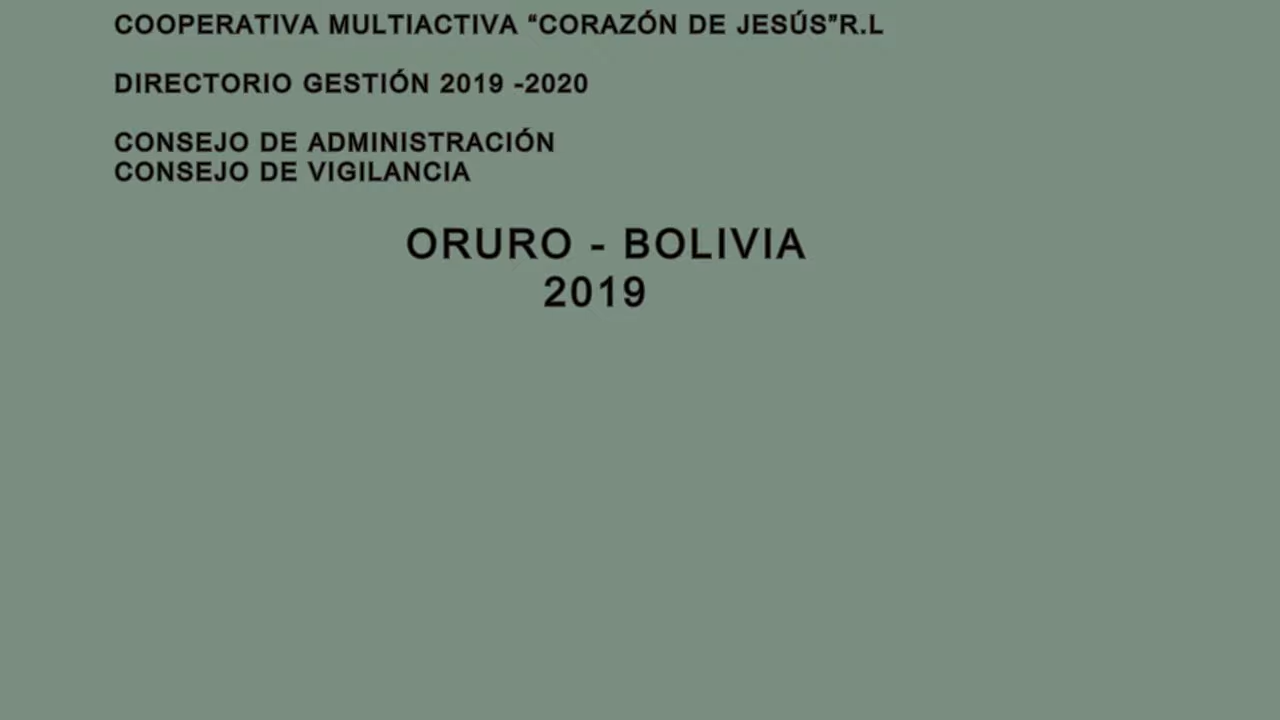 COOPERATIVA MULTIACTIVA “CORAZÓN DE JESÚS”R.L
DIRECTORIO GESTIÓN 2019 -2020
CONSEJO DE ADMINISTRACIÓN
CONSEJO DE VIGILANCIA
ORURO - BOLIVIA
2019